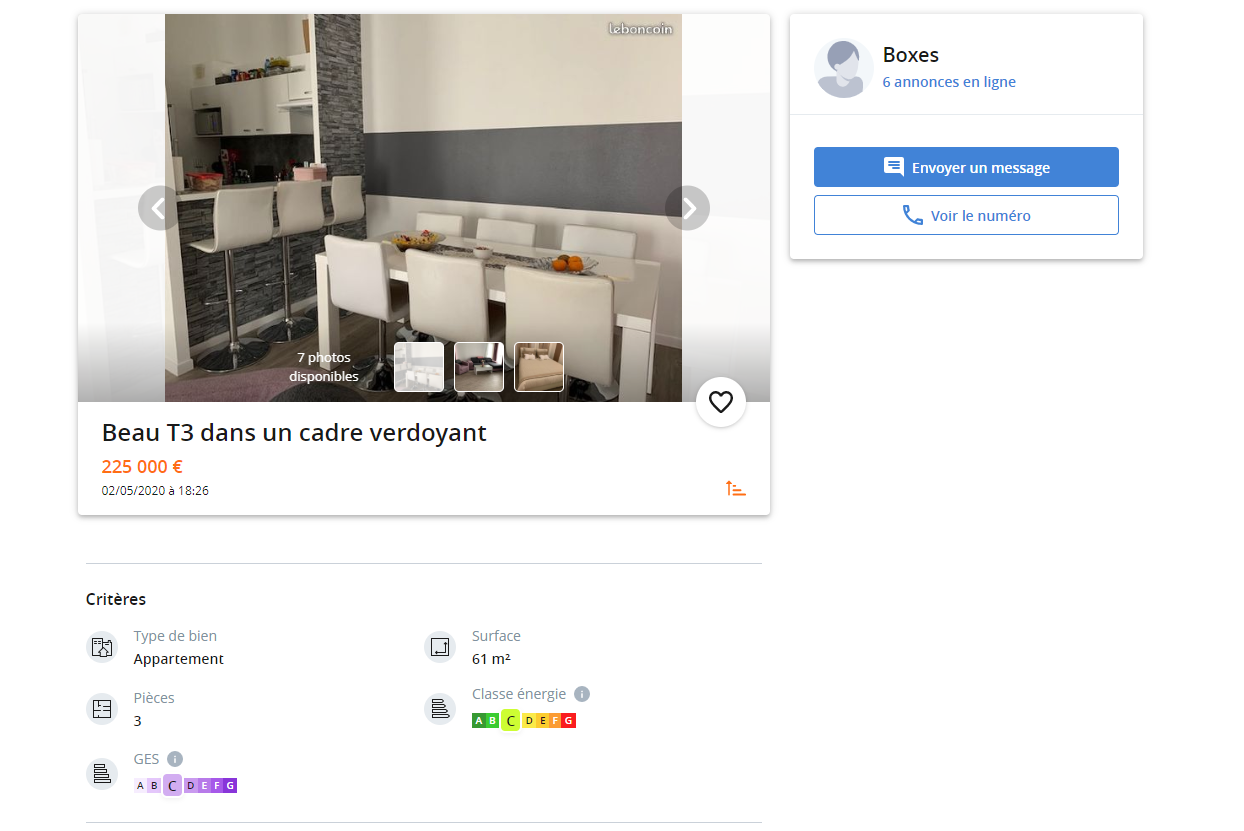 leboncoin
7 photos
disponibles
Beau T3 dans un cadre verdoyant
225 000 €
02/05/2020 à 18:26
Boxes
6 annonces en ligne
Envoyer un message
Voir le numéro
Critères
Type de bien
Appartement
Surface
61 m²
Pièces
3
Classe énergie i
A B C D E F G
GES i
A B C D E F G